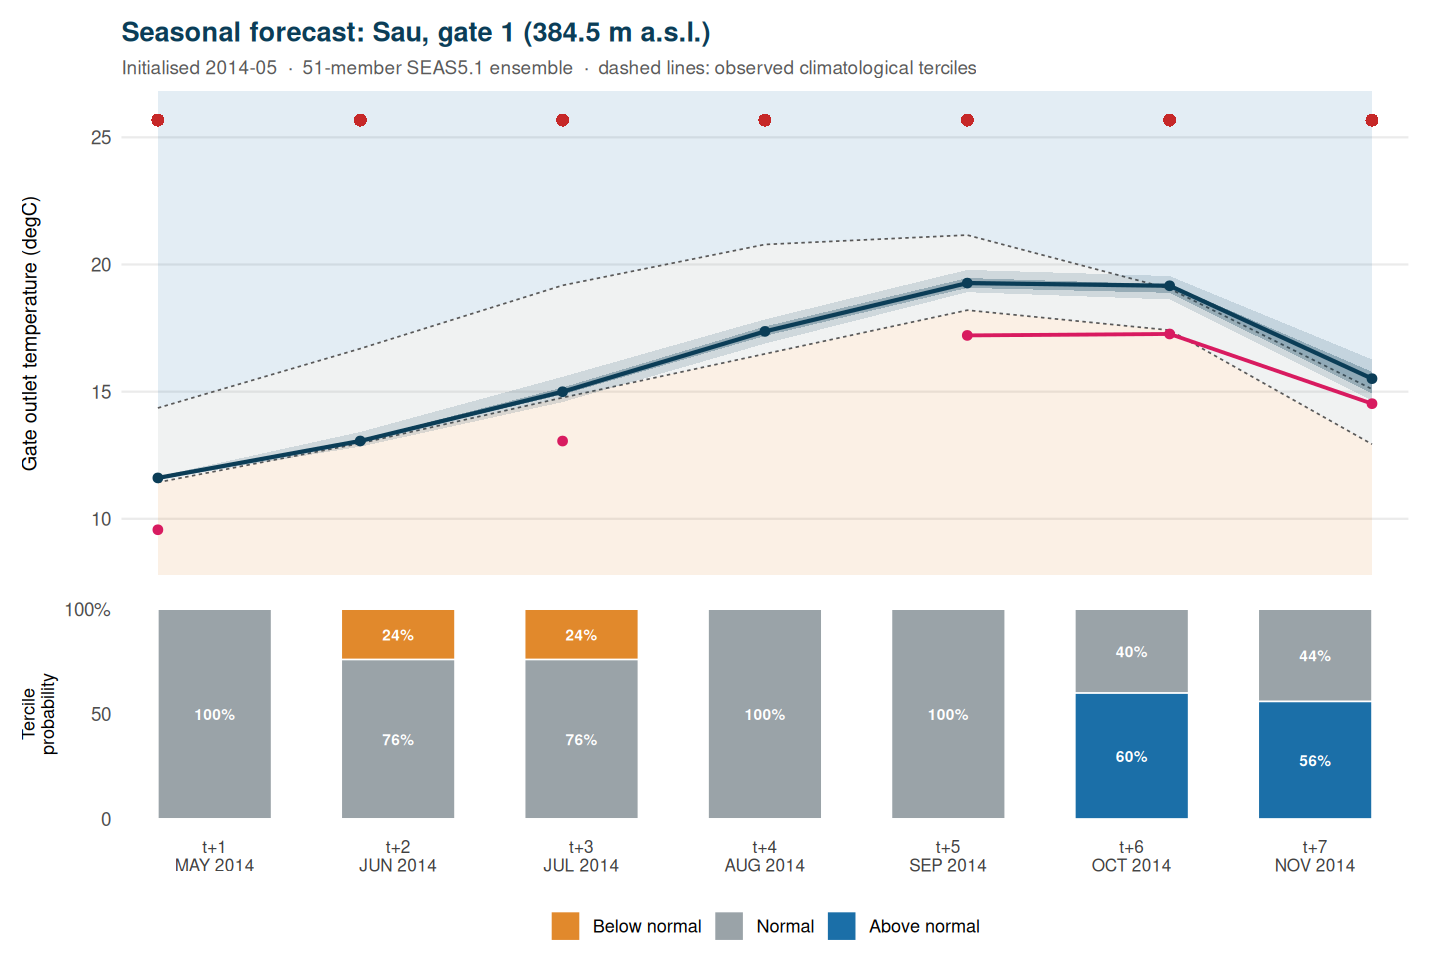 Seasonal forecast: Sau, gate 1 (384.5 m a.s.l.)
Initialised 2014-05 · 51-member SEAS5.1 ensemble · dashed lines: observed climatological terciles
Gate outlet temperature (degC)
25
20
15
10
Tercile
probability
100%
50
0
100%
24%
76%
24%
76%
100%
100%
40%
60%
44%
56%
t+1
MAY 2014
t+2
JUN 2014
t+3
JUL 2014
t+4
AUG 2014
t+5
SEP 2014
t+6
OCT 2014
t+7
NOV 2014
Below normal
Normal
Above normal